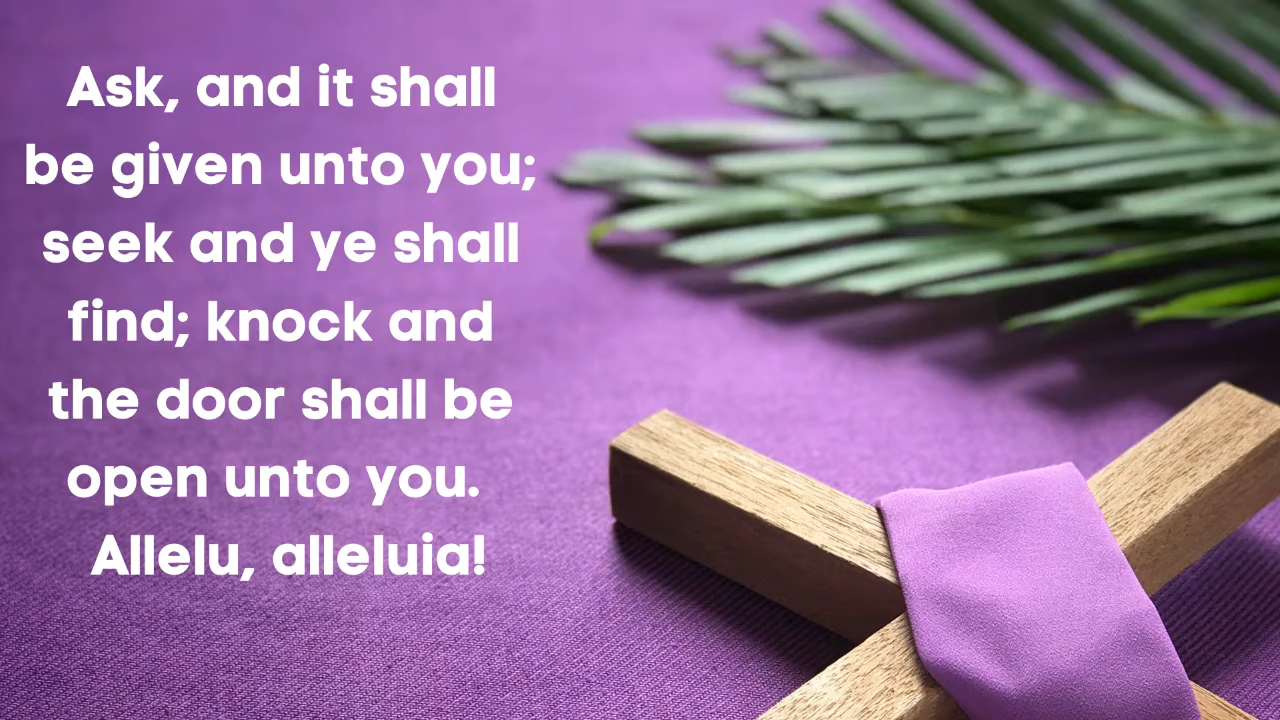 Ask, and it shall
be given unto you;
seek and ye shall
find; knock and
the door shall be
open unto you.
Allelu, alleluia!